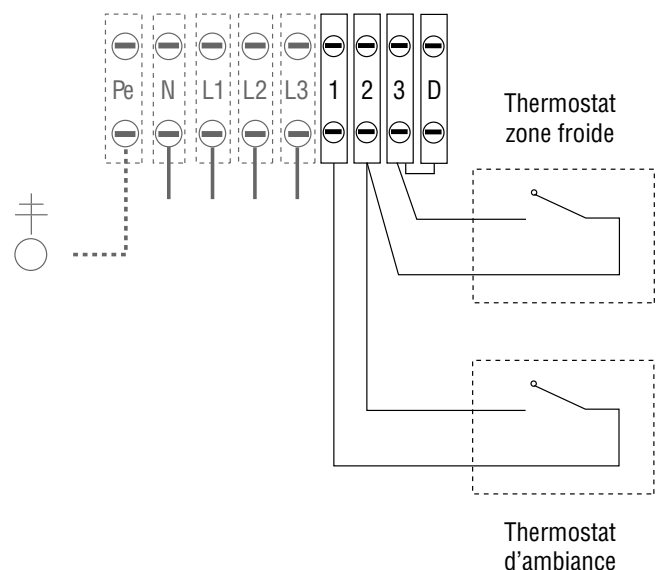 Pe N L1 L2 L3 1 2 3 D
Thermostat
zone froide
Thermostat
d'ambiance